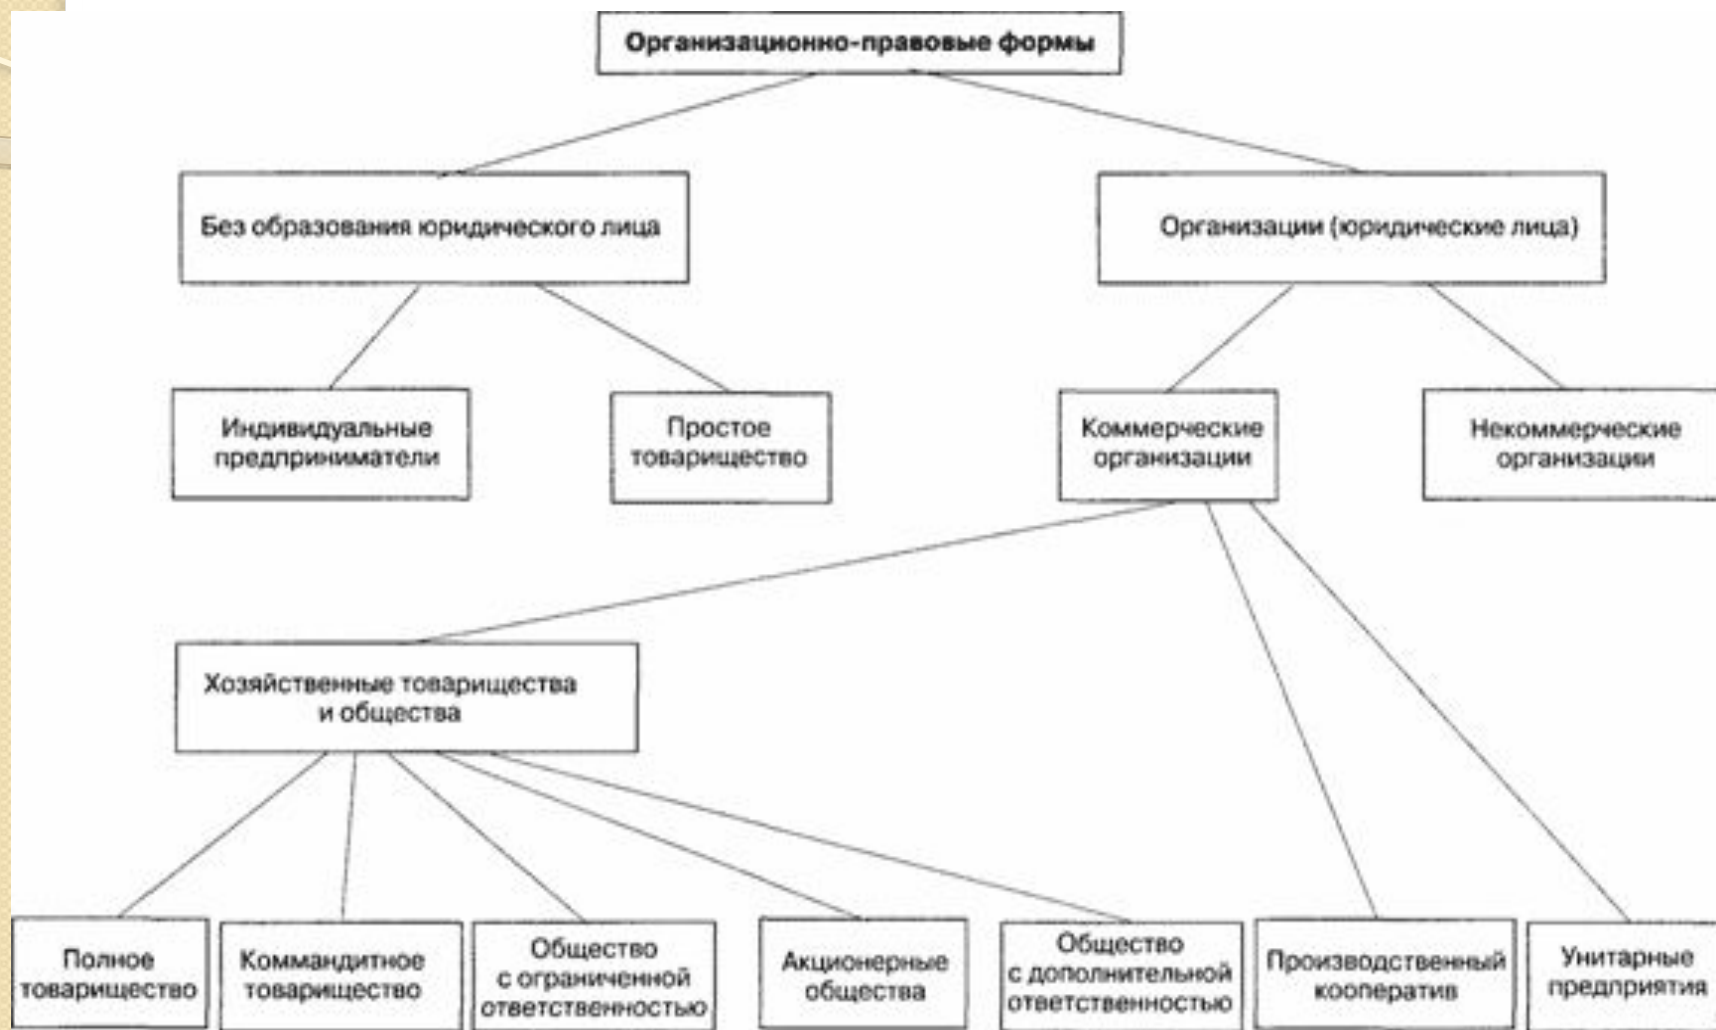 Организационно-правовые формы
Без образования юридического лица
Организации (юридические лица)
Индивидуальные
предприниматели
Простое
товарищество
Коммерческие
организации
Некоммерческие
организации
Хозяйственные товарищества
и общества
Полное
товарищество
Коммандитное
товарищество
Общество
с ограниченной
ответственностью
Акционерные
общества
Общество
с дополнительной
ответственностью
Производственный
кооператив
Унитарные
предприятия